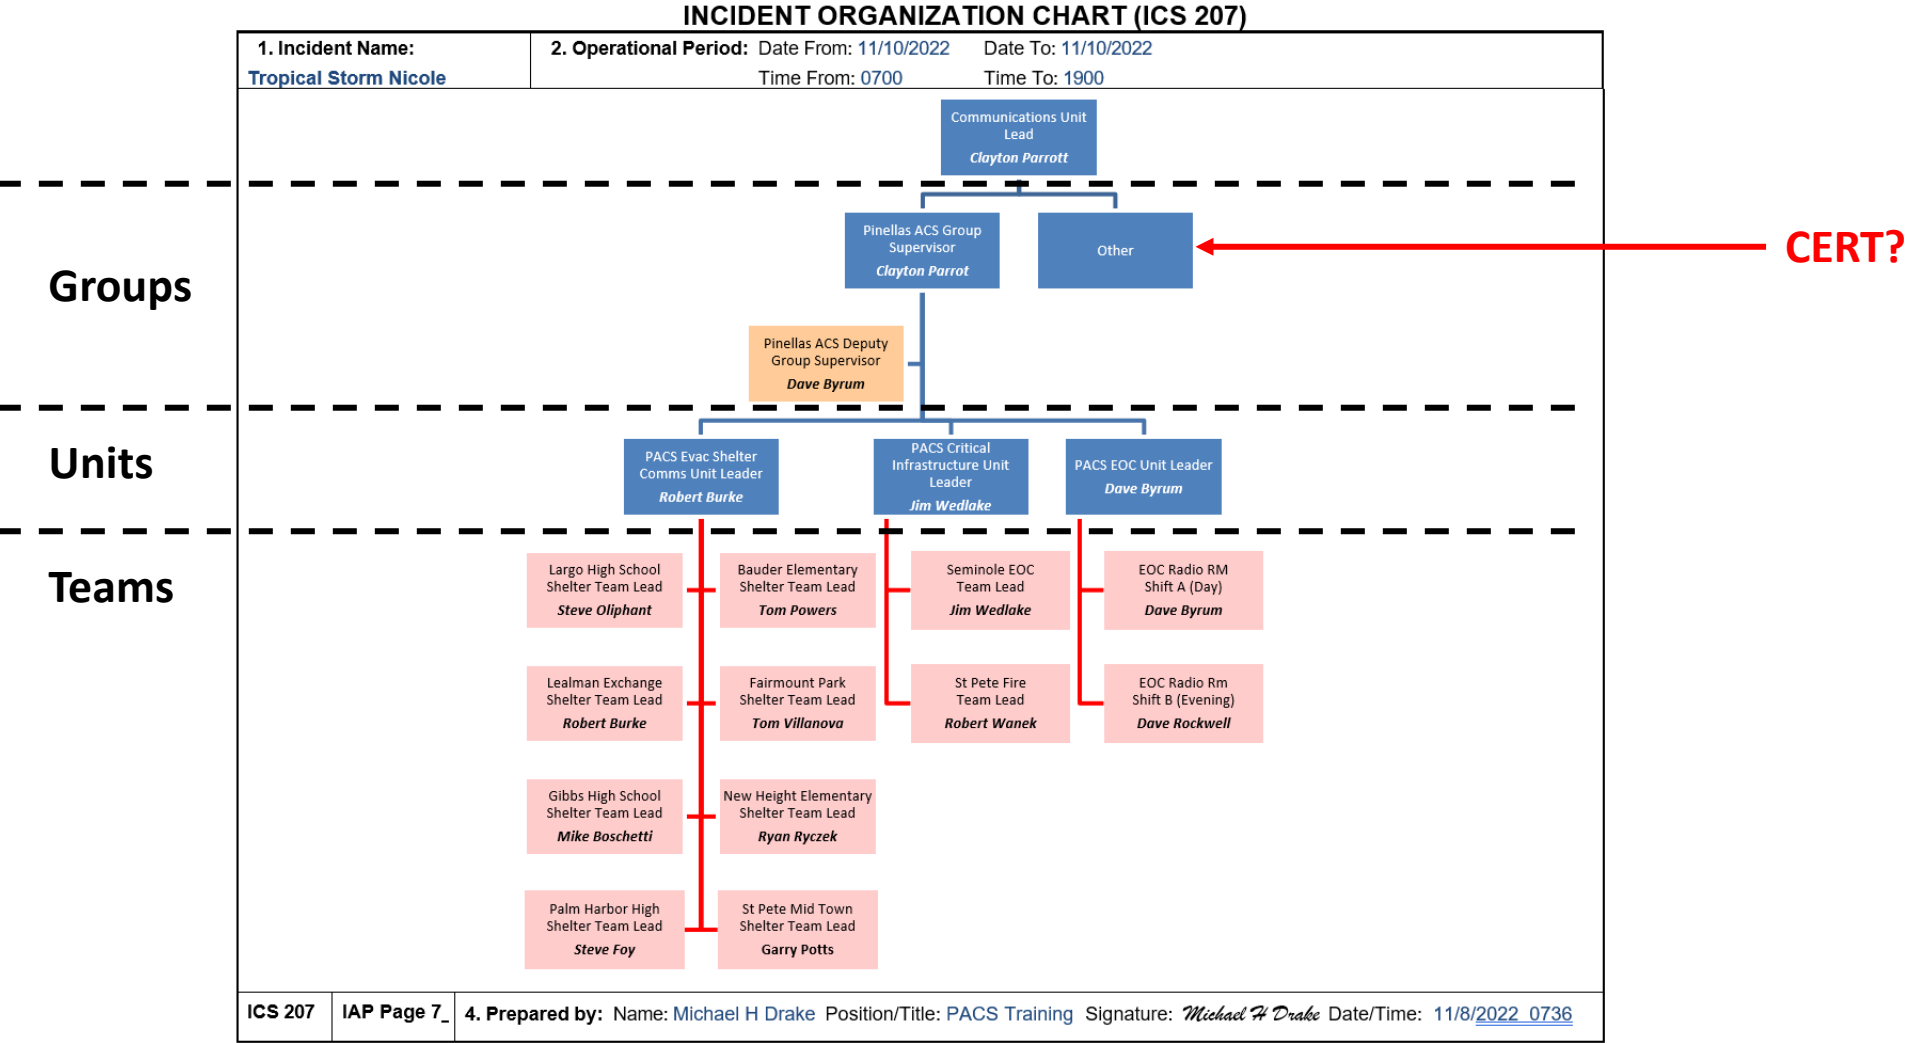 INCIDENT ORGANIZATION CHART (ICS 207)
1. Incident Name:
Tropical Storm Nicole
2. Operational Period: Date From: 11/10/2022 Date To: 11/10/2022
Time From: 0700 Time To: 1900
Communications Unit
Lead
Clayton Parrott
Groups
Pinellas ACS Group
Supervisor
Clayton Parrot
Other
CERT?
Pinellas ACS Deputy
Group Supervisor
Dave Byrum
Units
PACS Evac Shelter
Comms Unit Leader
Robert Burke
PACS Critical
Infrastructure Unit
Leader
Jim Wedlake
PACS EOC Unit Leader
Dave Byrum
Teams
Largo High School
Shelter Team Lead
Steve Oliphant
Bauder Elementary
Shelter Team Lead
Tom Powers
Seminole EOC
Team Lead
Jim Wedlake
EOC Radio RM
Shift A (Day)
Dave Byrum
Lealman Exchange
Shelter Team Lead
Robert Burke
Fairmount Park
Shelter Team Lead
Tom Villanova
St Pete Fire
Team Lead
Robert Wanek
EOC Radio Rm
Shift B (Evening)
Dave Rockwell
Gibbs High School
Shelter Team Lead
Mike Boschetti
New Height Elementary
Shelter Team Lead
Ryan Ryczek
Palm Harbor High
Shelter Team Lead
Steve Foy
St Pete Mid Town
Shelter Team Lead
Garry Potts
ICS 207
IAP Page 7_
4. Prepared by: Name: Michael H Drake Position/Title: PACS Training Signature: Michael H Drake Date/Time: 11/8/2022 0736